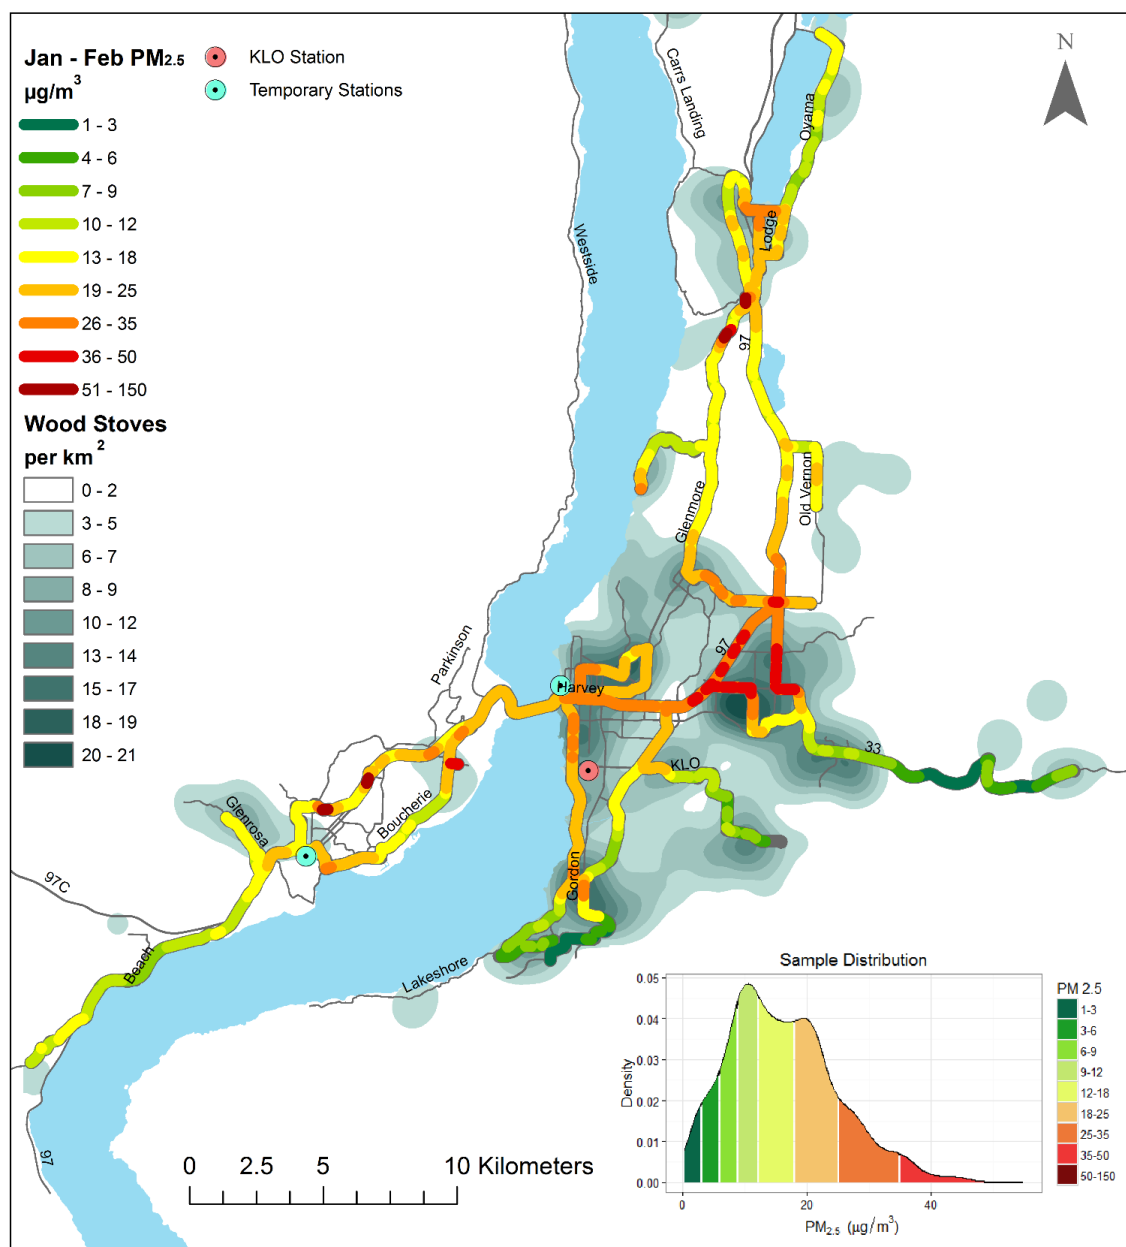 Jan - Feb PM2.5
µg/m3
1 - 3
4 - 6
7 - 9
10 - 12
13 - 18
19 - 25
26 - 35
36 - 50
51 - 150
Wood Stoves
per km2
0 - 2
3 - 5
6 - 7
8 - 9
10 - 12
13 - 14
15 - 17
18 - 19
20 - 21
KLO Station
Temporary Stations
N
Carrs Landing
Oyama
Westside
Lodge
97
Glenmore
Old Vernon
Parkinson
97
Harvey
33
KLO
Glenrosa
Boucherie
Gordon
97C
Beach
Lakeshore
97
0 2.5 5 10 Kilometers
Sample Distribution
0.05
0.04
0.03
0.02
0.01
0.00
Density
0 20 40
PM2.5 (µg/m3)
PM 2.5
1-3
3-6
6-9
9-12
12-18
18-25
25-35
35-50
50-150